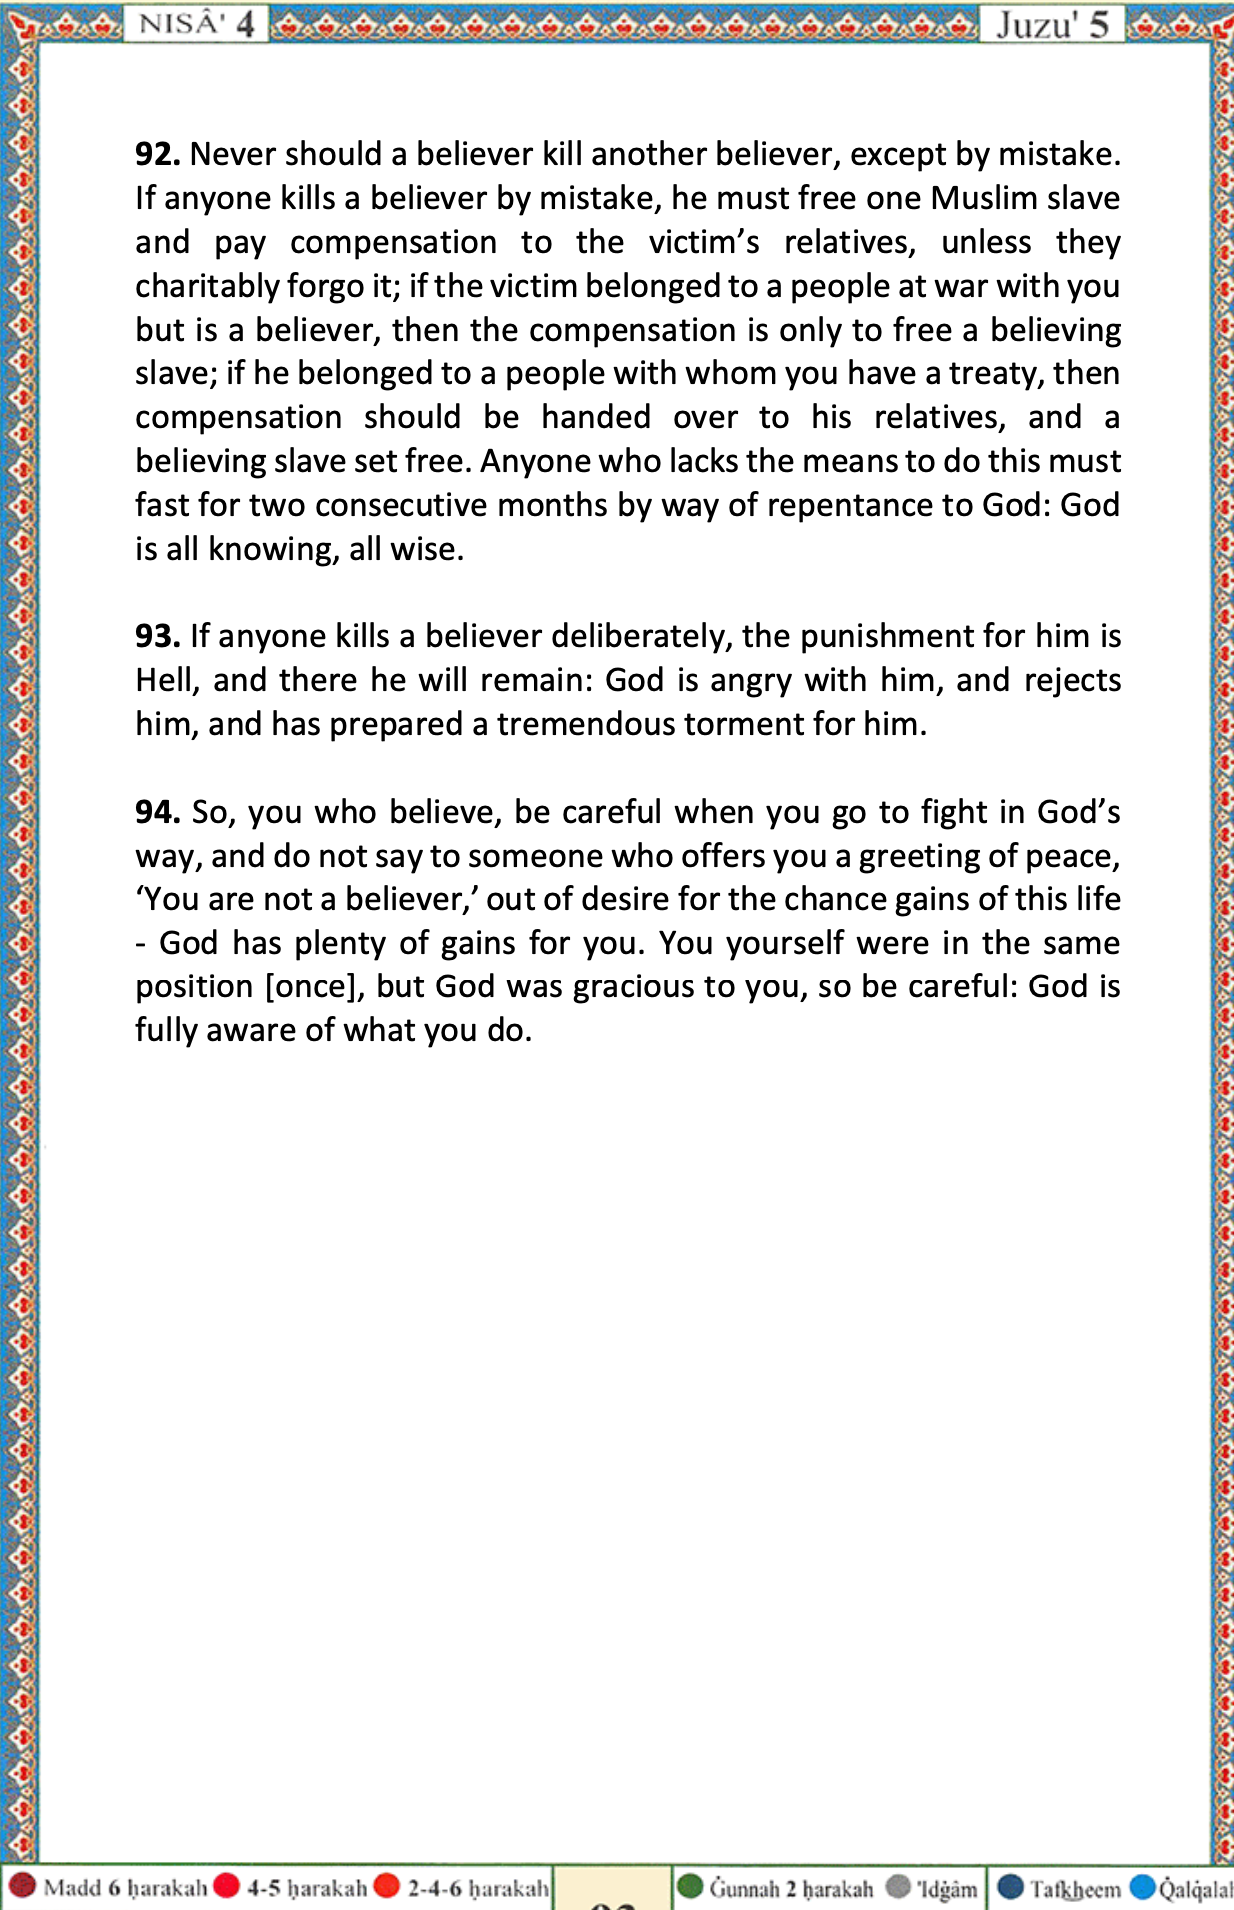 NISÂ' 4
Juzu' 5
92. Never should a believer kill another believer, except by mistake.
If anyone kills a believer by mistake, he must free one Muslim slave
and pay compensation to the victim’s relatives, unless they
charitably forgo it; if the victim belonged to a people at war with you
but is a believer, then the compensation is only to free a believing
slave; if he belonged to a people with whom you have a treaty, then
compensation should be handed over to his relatives, and a
believing slave set free. Anyone who lacks the means to do this must
fast for two consecutive months by way of repentance to God: God
is all knowing, all wise.
93. If anyone kills a believer deliberately, the punishment for him is
Hell, and there he will remain: God is angry with him, and rejects
him, and has prepared a tremendous torment for him.
94. So, you who believe, be careful when you go to fight in God’s
way, and do not say to someone who offers you a greeting of peace,
‘You are not a believer,’ out of desire for the chance gains of this life
- God has plenty of gains for you. You yourself were in the same
position [once], but God was gracious to you, so be careful: God is
fully aware of what you do.
Madd 6 ḥarakah 4-5 ḥarakah 2-4-6 ḥarakah
Ġunnah 2 ḥarakah 'Idġâm Tafkheem